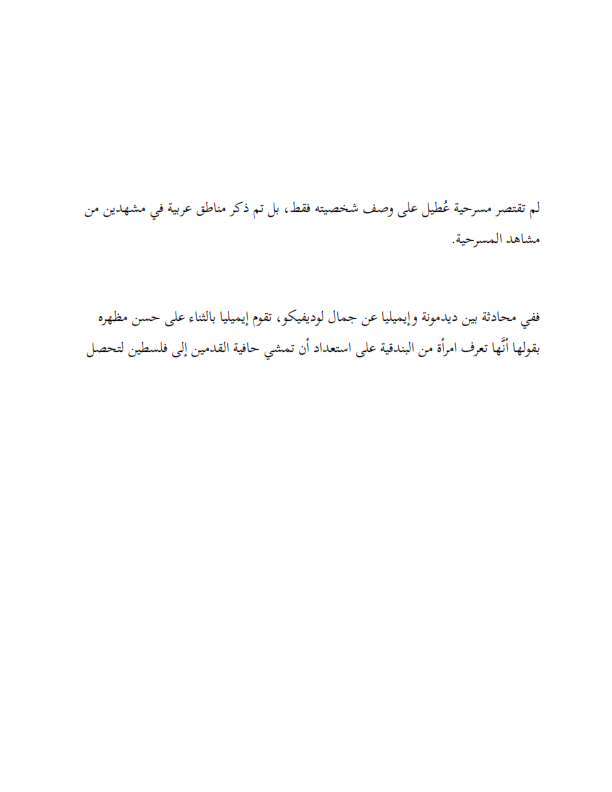 لم تقتصر مسرحية عُطيل على وصف شخصيته فقط، بل تم ذكر مناطق عربية في مشهدين من
مشاهد المسرحية.
ففي محادثة بين ديدمونة وإيميليا عن جمال لوديفيكو، تقوم إيميليا بالثناء على حسن مظهره
بقولها أنَّها تعرف امرأة من البندقية على استعداد أن تمشي حافية القدمين إلى فلسطين لتحصل